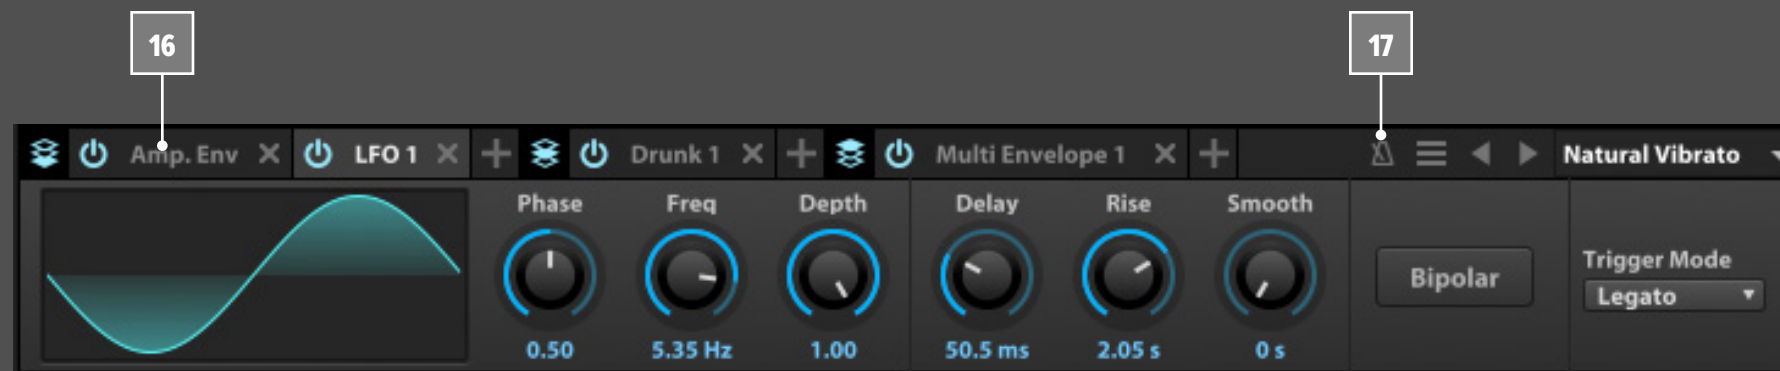 16
17
Amp. Env LFO 1 Drunk 1 Multi Envelope 1 Natural Vibrato
Phase Freq Depth Delay Rise Smooth
Bipolar
Trigger Mode
Legato
0.50 5.35 Hz 1.00 50.5 ms 2.05 s 0 s